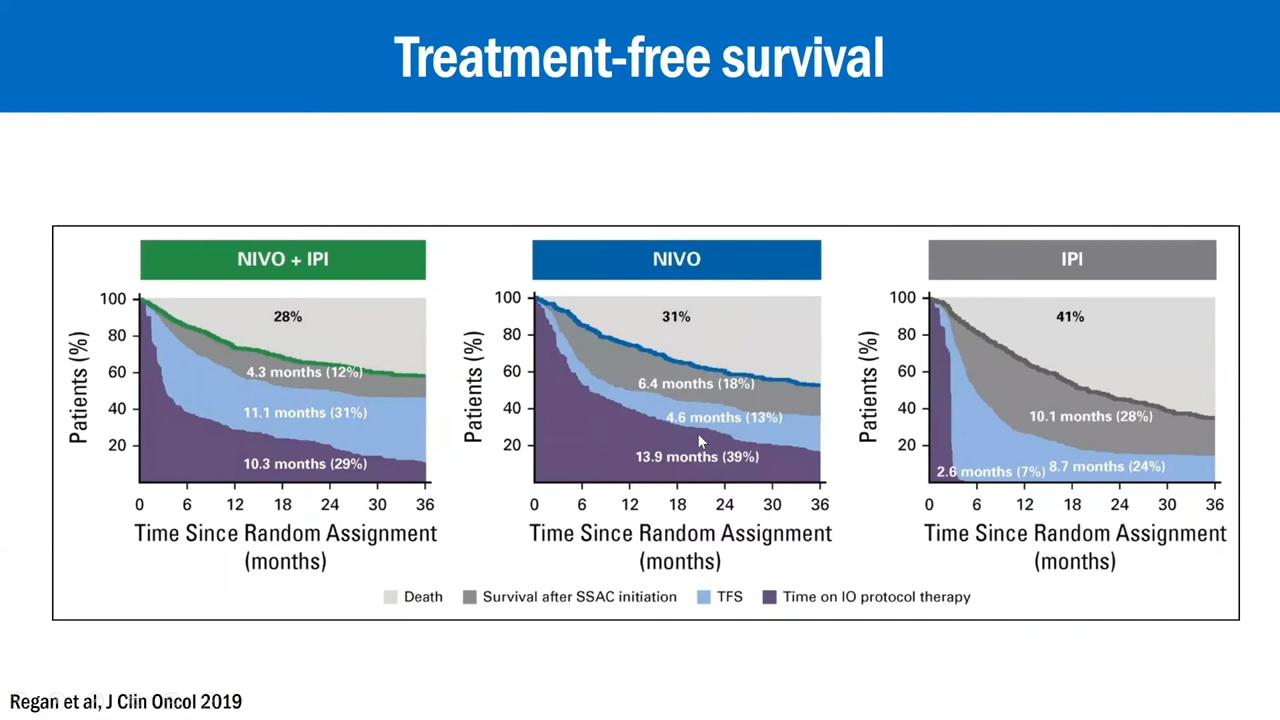 Treatment-free survival
NIVO + IPI
100
80
60
40
20
Patients (%)
28%
4.3 months (12%)
11.1 months (31%)
10.3 months (29%)
0 6 12 18 24 30 36
Time Since Random Assignment
(months)
NIVO
100
80
60
40
20
Patients (%)
31%
6.4 months (18%)
4.6 months (13%)
13.9 months (39%)
0 6 12 18 24 30 36
Time Since Random Assignment
(months)
IPI
100
80
60
40
20
Patients (%)
41%
10.1 months (28%)
2.6 months (7%) 8.7 months (24%)
0 6 12 18 24 30 36
Time Since Random Assignment
(months)
Death Survival after SSAC initiation TFS Time on IO protocol therapy
Regan et al, J Clin Oncol 2019